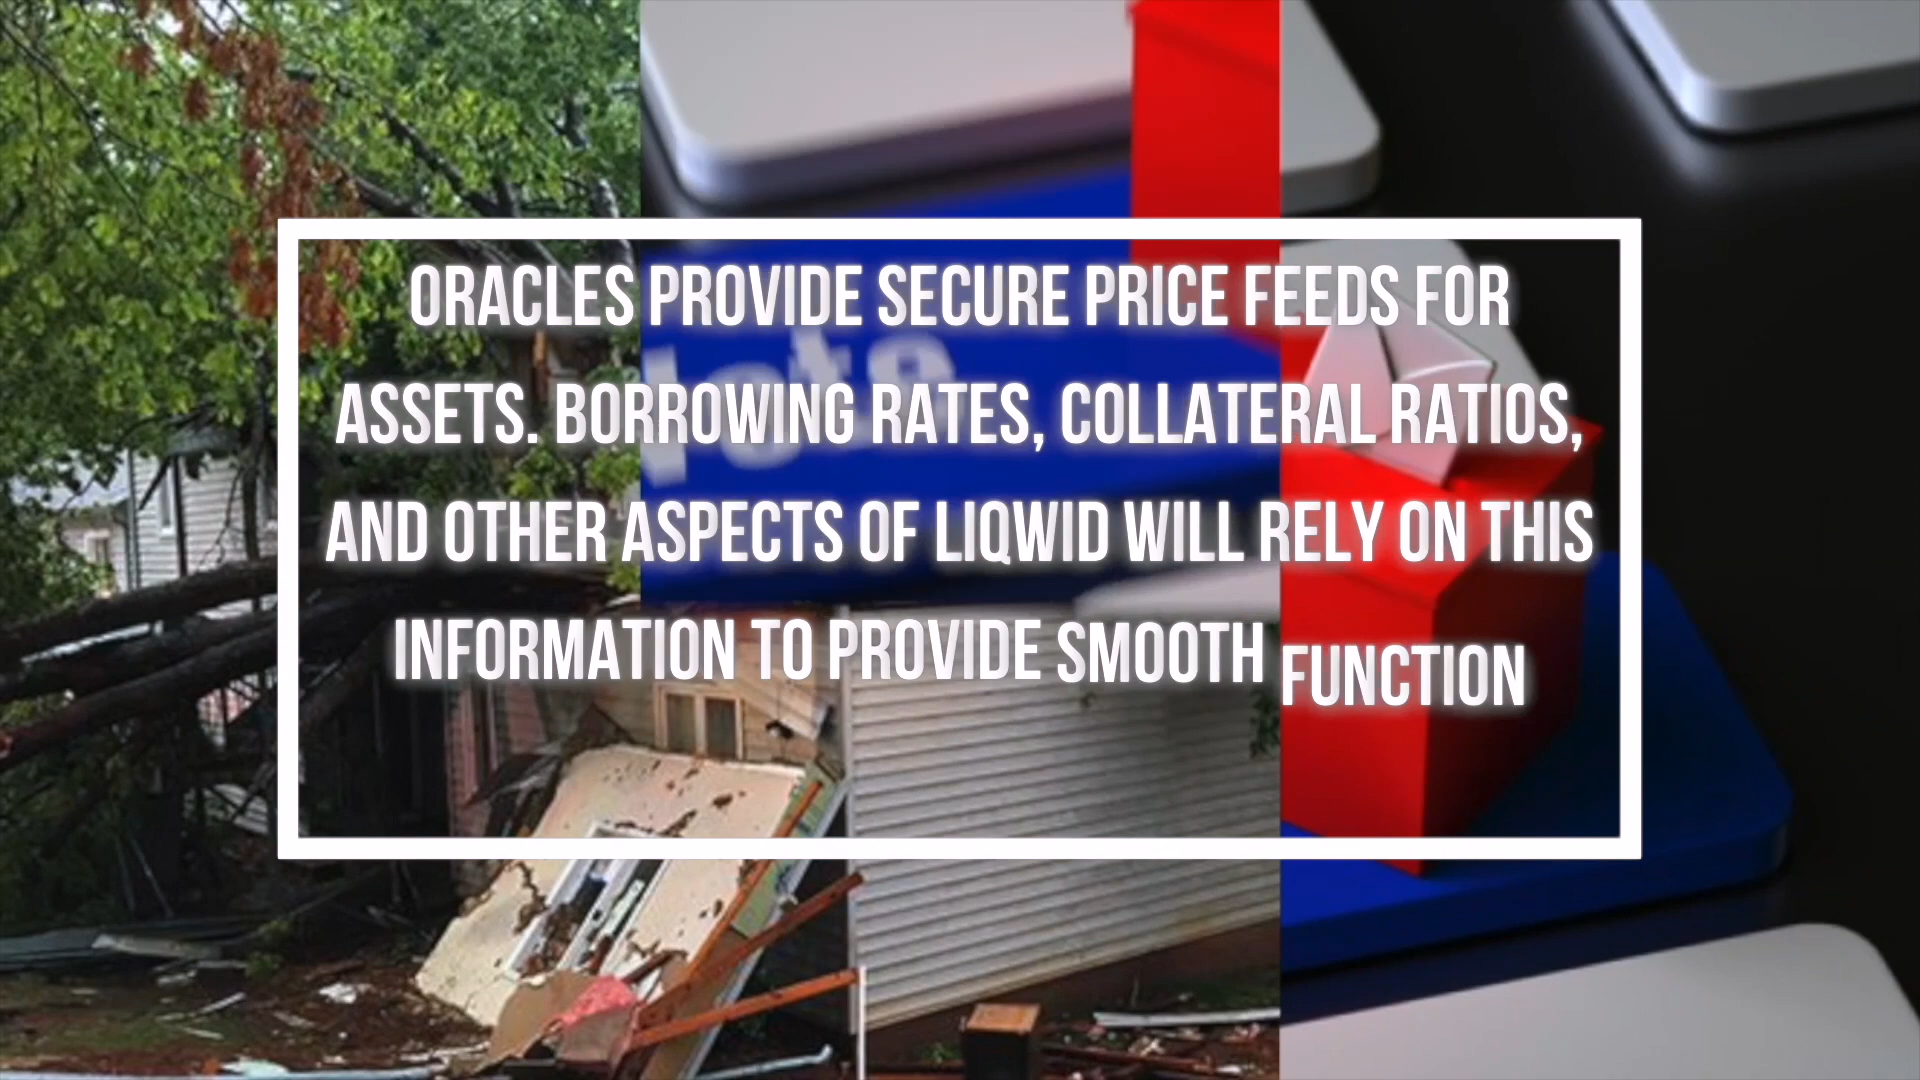 ORACLES PROVIDE SECURE PRICE FEEDS FOR
ASSETS. BORROWING RATES, COLLATERAL RATIOS,
AND OTHER ASPECTS OF LIQWID WILL RELY ON THIS
INFORMATION TO PROVIDE SMOOTH FUNCTION
Vote